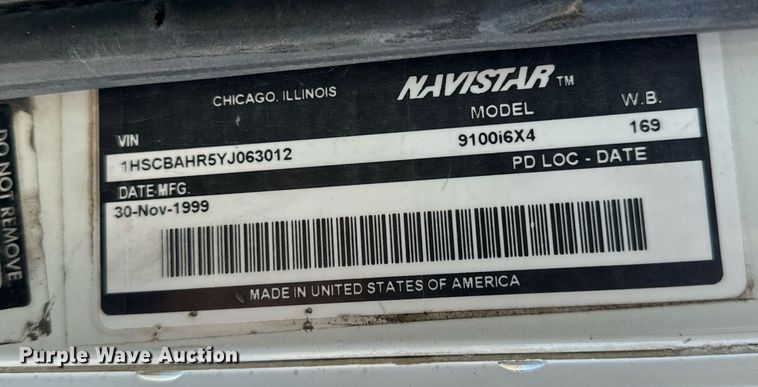 DO NOT REMOVE
CHICAGO, ILLINOIS NAVISTAR™
VIN MODEL W.B.
1HSCBAHR5YJ063012 9100i6X4 169
DATE MFG. PD LOC - DATE
30-Nov-1999
MADE IN UNITED STATES OF AMERICA
Purple Wave Auction